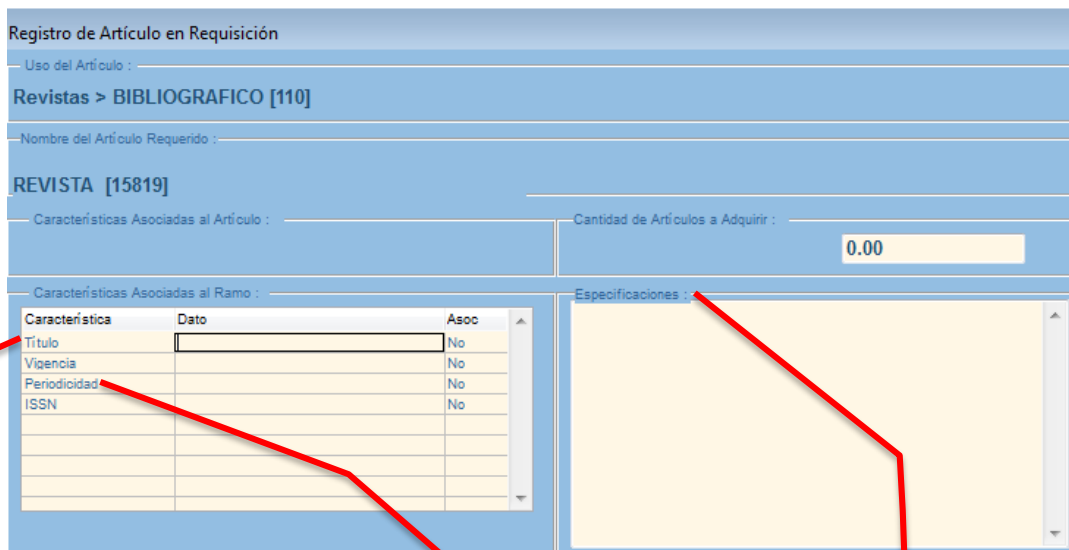 Registro de Artículo en Requisición
Uso del Artículo :
Revistas > BIBLIOGRAFICO [110]
Nombre del Artículo Requerido :
REVISTA [15819]
Características Asociadas al Artículo :
Cantidad de Artículos a Adquirir :
0.00
Características Asociadas al Ramo :
Especificaciones :
Característica Dato Asoc
Título No
Vigencia No
Periodicidad No
ISSN No